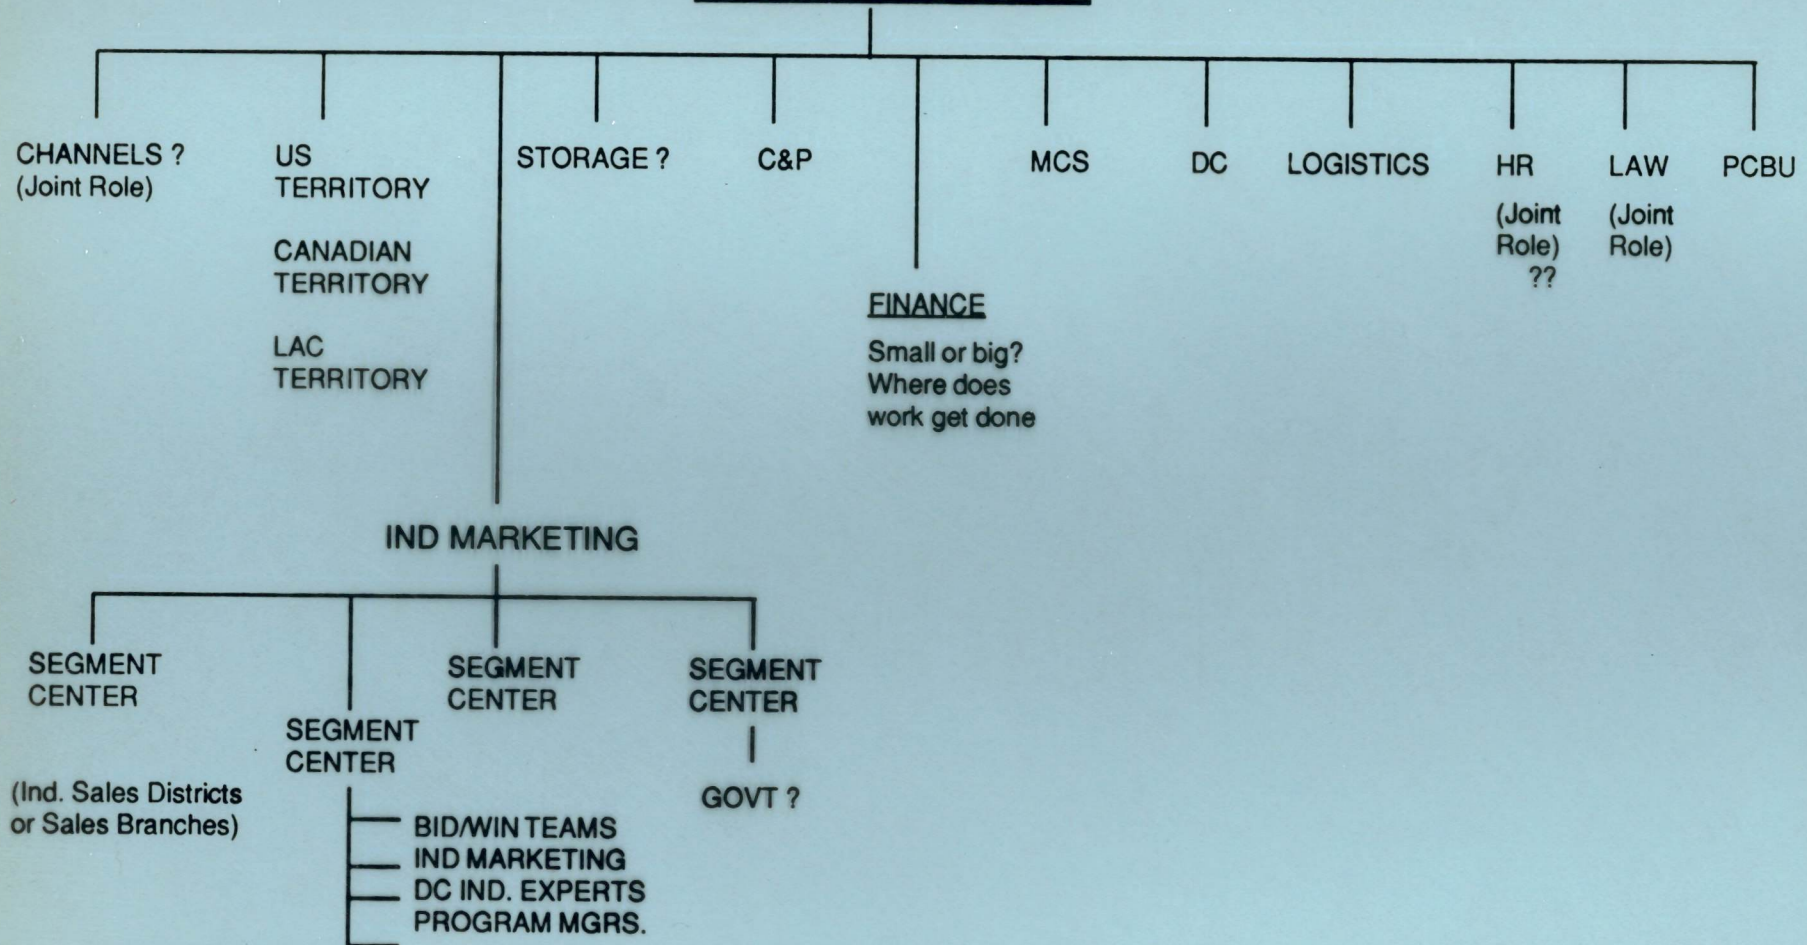 CHANNELS ?
(Joint Role)
US
TERRITORY
CANADIAN
TERRITORY
LAC
TERRITORY
STORAGE ?
C&P
FINANCE
Small or big?
Where does
work get done
MCS
DC
LOGISTICS
HR
(Joint
Role)
??
LAW
(Joint
Role)
PCBU
IND MARKETING
SEGMENT
CENTER
(Ind. Sales Districts
or Sales Branches)
SEGMENT
CENTER
BID/WIN TEAMS
IND MARKETING
DC IND. EXPERTS
PROGRAM MGRS.
SEGMENT
CENTER
SEGMENT
CENTER
GOVT ?